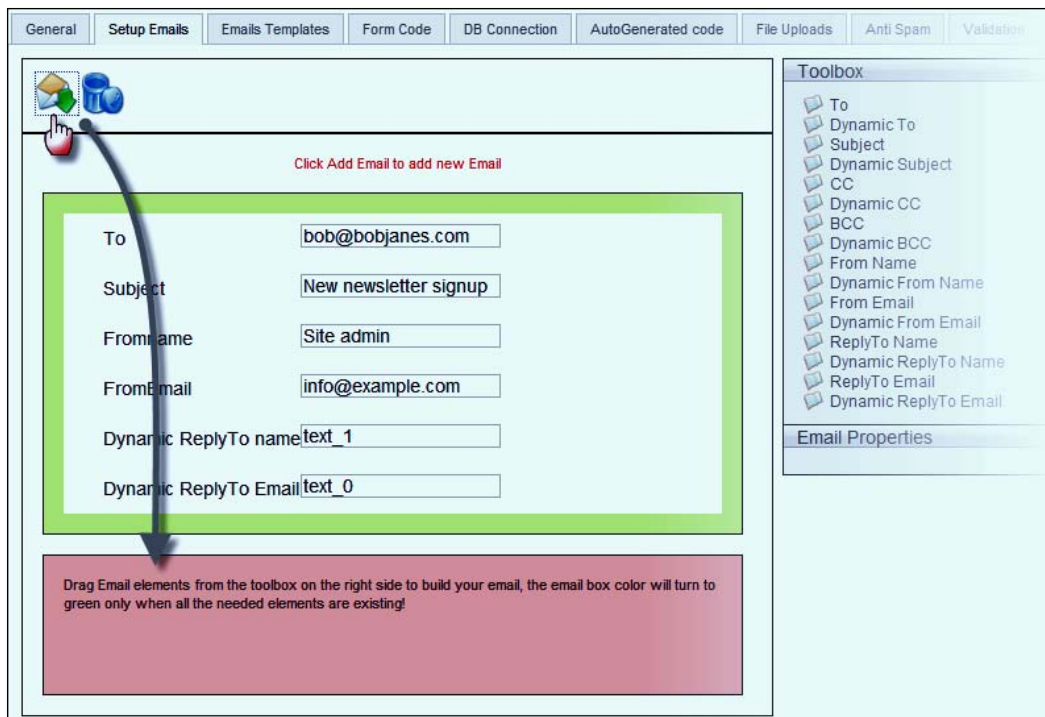 General
Setup Emails
Emails Templates
Form Code
DB Connection
AutoGenerated code
File Uploads
Anti Spam
Validation
Click Add Email to add new Email
To
bob@bobjanes.com
Subject
New newsletter signup
Fromname
Site admin
FromEmail
info@example.com
Dynamic ReplyTo name
text_1
Dynamic ReplyTo Email
text_0
Drag Email elements from the toolbox on the right side to build your email, the email box color will turn to
green only when all the needed elements are existing!
Toolbox
To
Dynamic To
Subject
Dynamic Subject
CC
Dynamic CC
BCC
Dynamic BCC
From Name
Dynamic From Name
From Email
Dynamic From Email
ReplyTo Name
Dynamic ReplyTo Name
ReplyTo Email
Dynamic ReplyTo Email
Email Properties